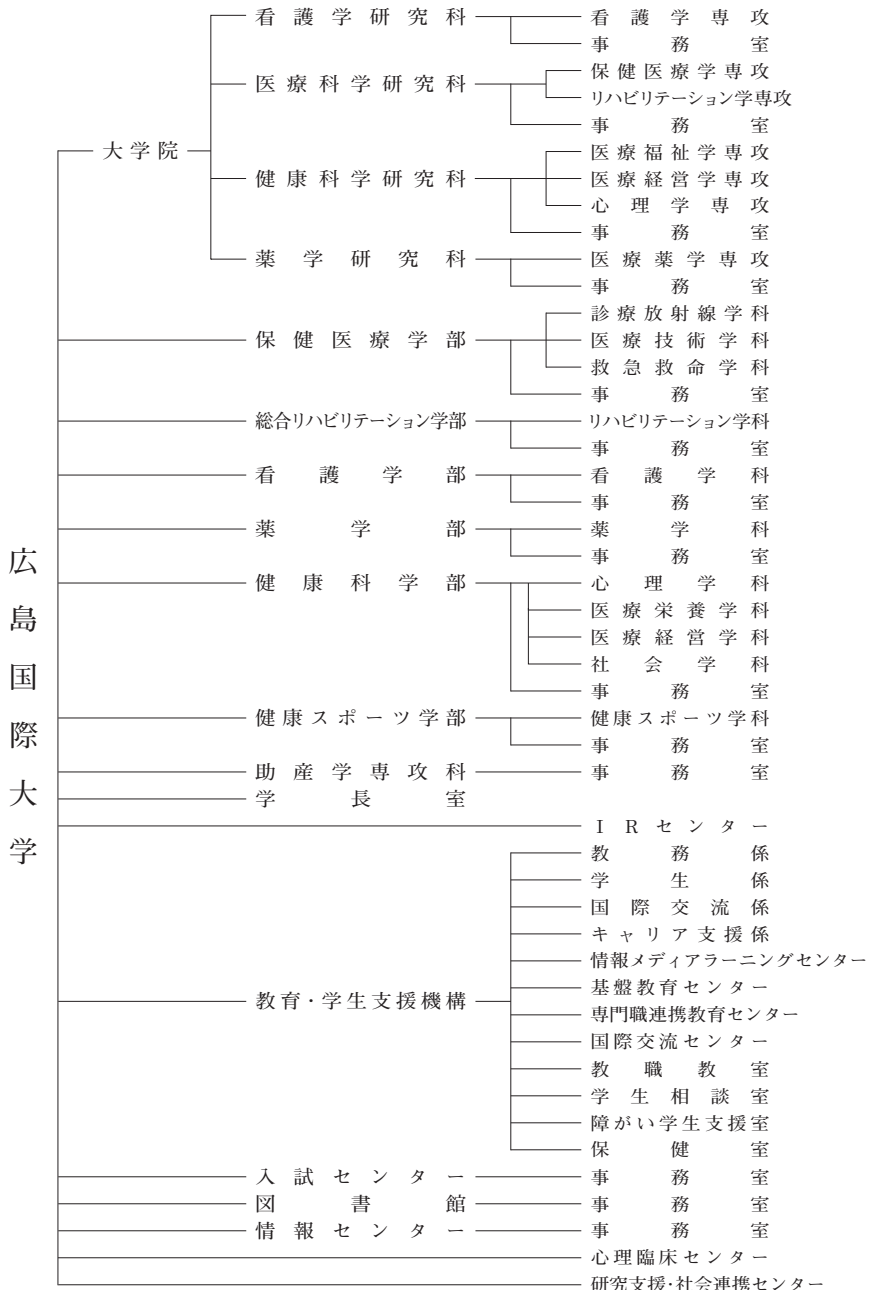 看護学研究科 看護学専攻
事務室
医療科学研究科 保健医療学専攻
リハビリテーション学専攻
事務室
大学院 医療福祉学専攻
健康科学研究科 医療経営学専攻
心理学専攻
事務室
薬学研究科 医療薬学専攻
事務室
診療放射線学科
保健医療学部 医療技術学科
救急救命学科
事務室
総合リハビリテーション学部 リハビリテーション学科
事務室
看護学部 看護学科
事務室
薬学部 薬学科
事務室
広島国際大学
健康科学部 心理学科
医療栄養学科
医療経営学科
社会学科
事務室
健康スポーツ学部 健康スポーツ学科
事務室
助産学専攻科 事務室
学長室
IRセンター
教務係
学生係
国際交流係
キャリア支援係
情報メディアラーニングセンター
教育・学生支援機構 基盤教育センター
専門職連携教育センター
国際交流センター
教職教室
学生相談室
障がい学生支援室
保健室
入試センター 事務室
図書館 事務室
情報センター 事務室
心理臨床センター
研究支援・社会連携センター